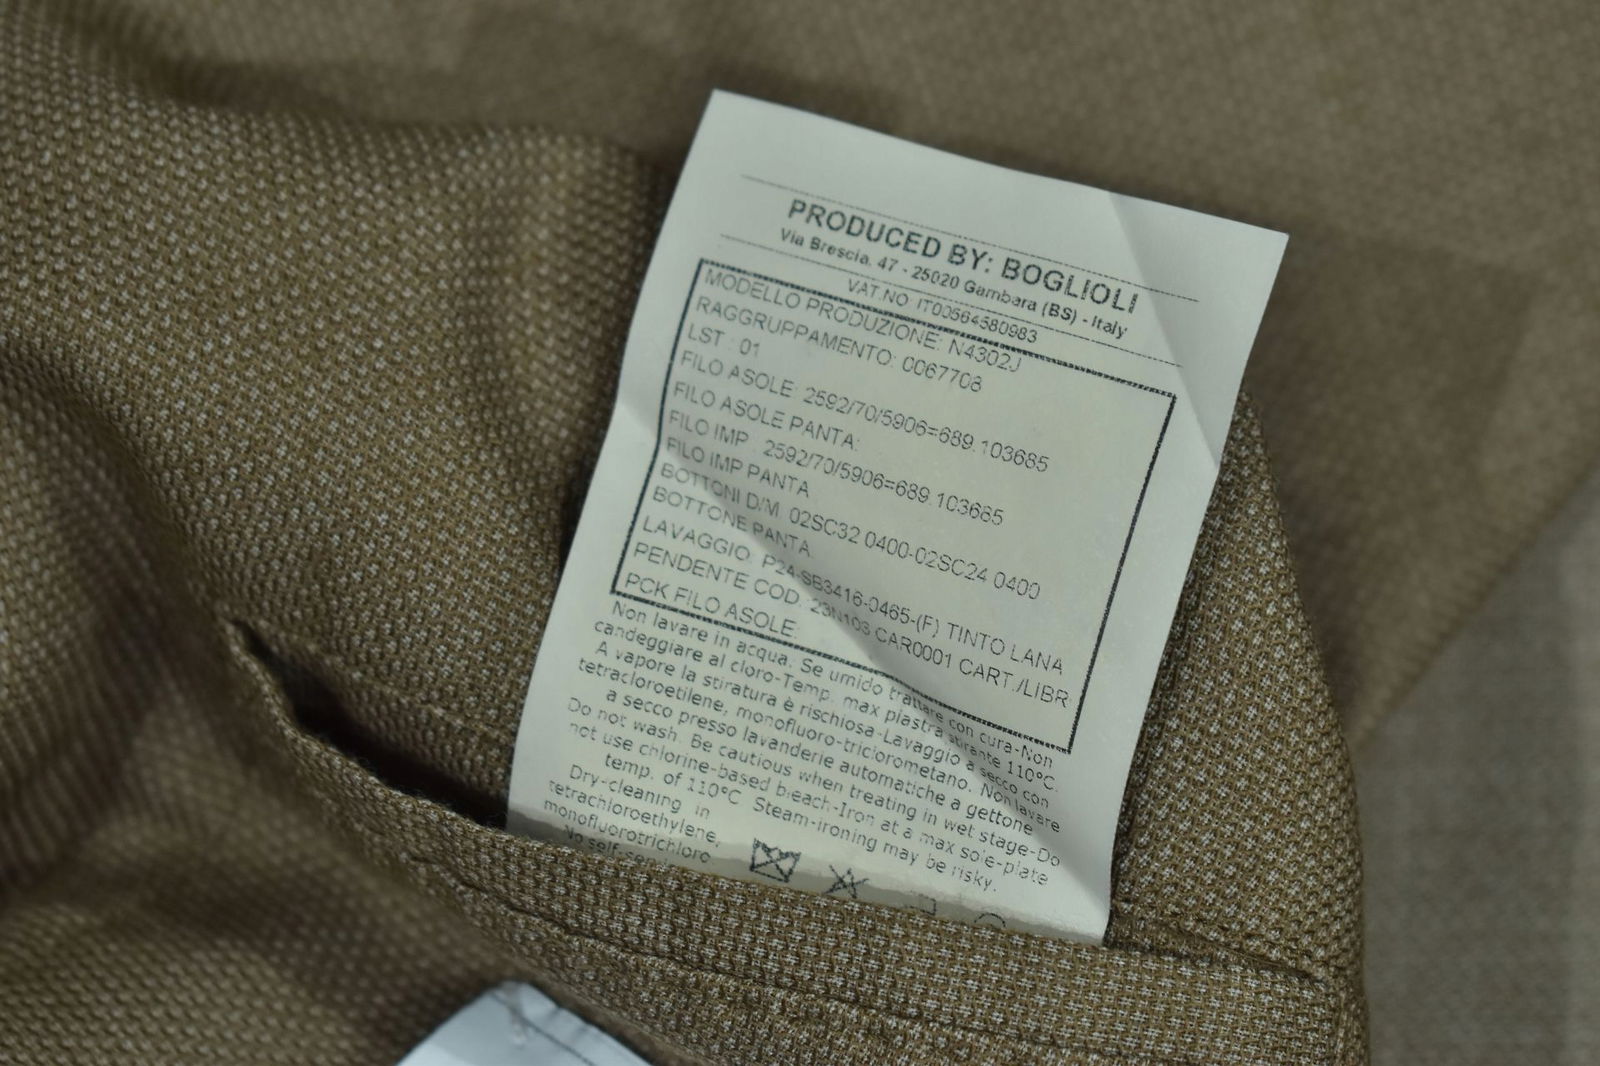 PRODUCED BY: BOGLIOLI
Via Brescia, 47 - 25020 Gambara (BS) - Italy
VAT.NO IT00564580983
MODELLO PRODUZIONE: N4302J
RAGGRUPPAMENTO: 0067708
LST : 01
FILO ASOLE: 2592/70/5906=689.103685
FILO ASOLE PANTA:
FILO IMP : 2592/70/5906=689.103685
FILO IMP PANTA
BOTTONI D/M: 02SC32 0400-02SC24 0400
BOTTONE PANTA:
LAVAGGIO: P2A-SB3416-0465-(F) TINTO LANA
PENDENTE COD: 23N103 CAR0001 CART./LIBR
PCK FILO ASOLE:
Non lavare in acqua. Se umido trattare con cura-Non
candeggiare al cloro-Temp. max piastra stirante 110°C.
A vapore la stiratura è rischiosa-Lavaggio a secco con
tetracloroetilene, monofluoro-triclorometano. Non lavare
a secco presso lavanderie automatiche a gettone
Do not wash. Be cautious when treating in wet stage-Do
not use chlorine-based bleach-Iron at a max sole-plate
temp. of 110°C Steam-ironing may be risky.
Dry-cleaning in
tetrachloroethylene,
monofluorotrichloro
No self-